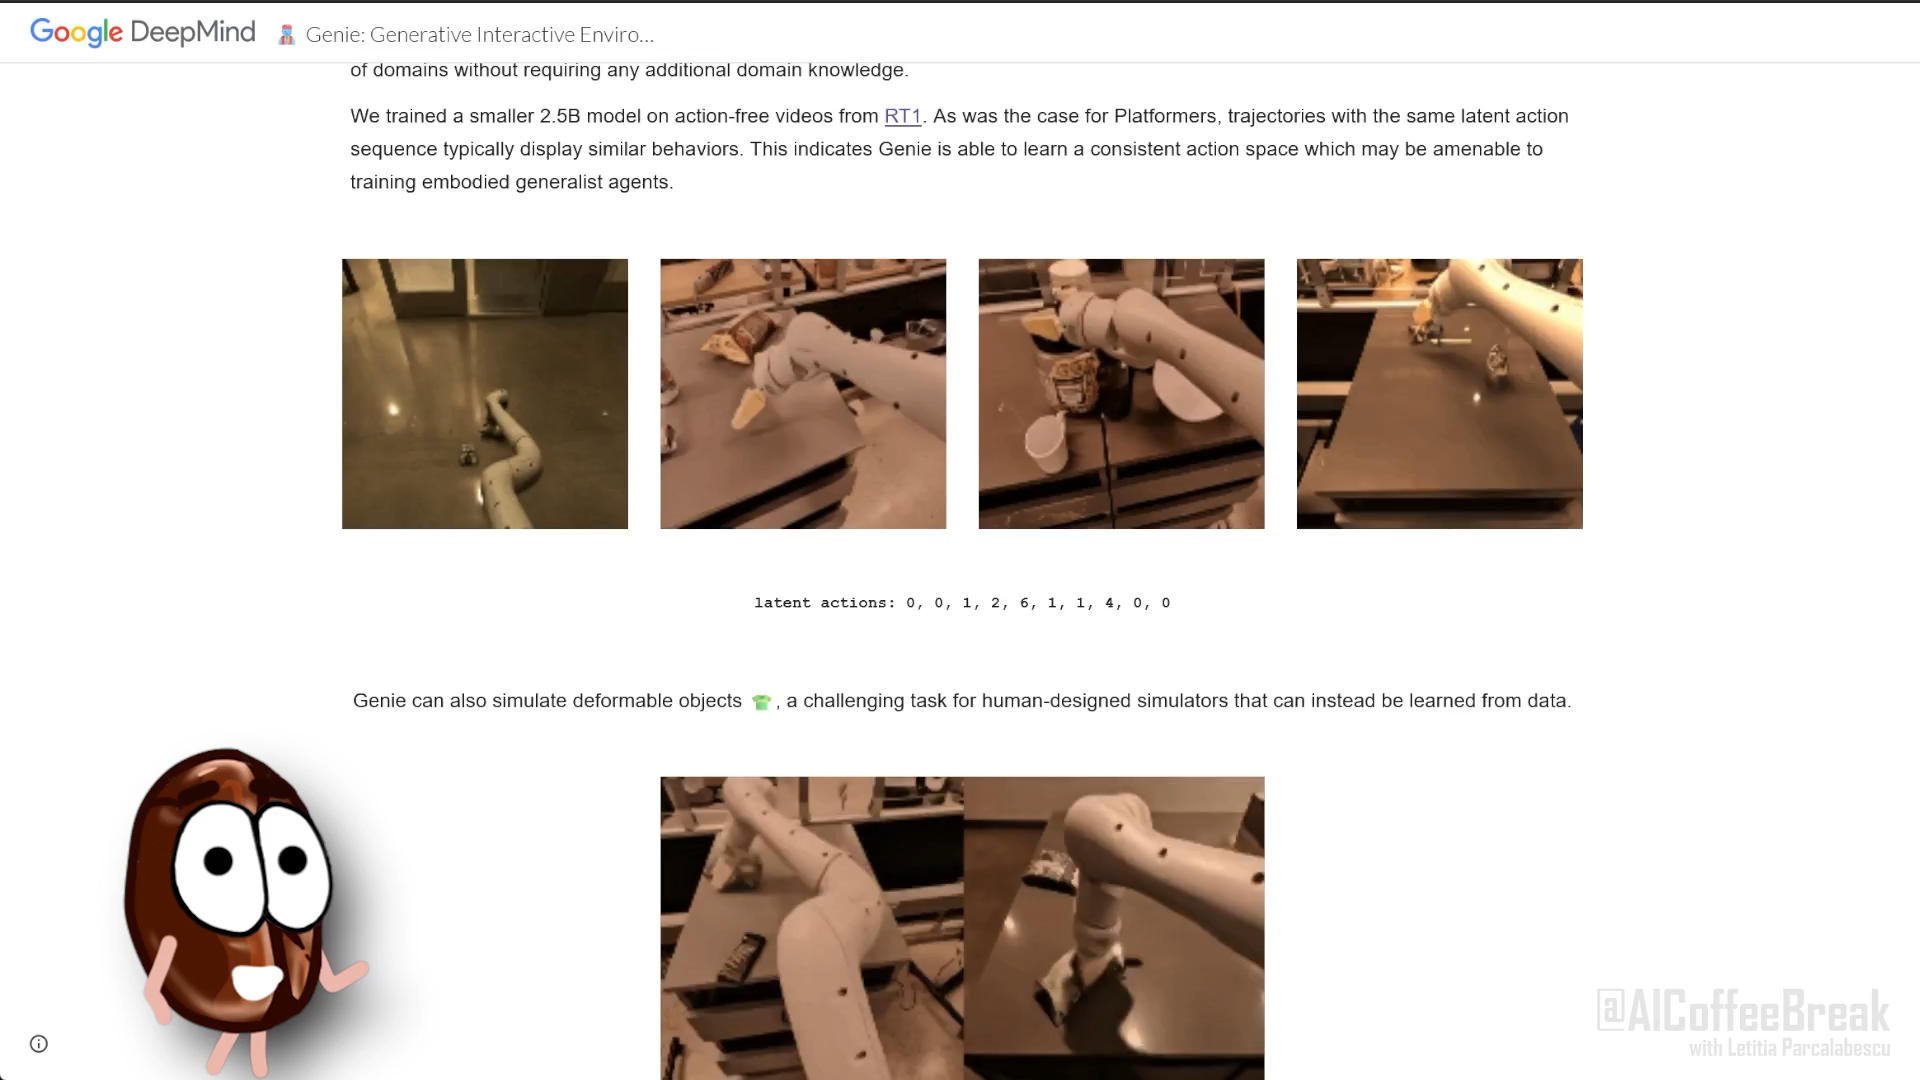 Google DeepMind Genie: Generative Interactive Enviro...
of domains without requiring any additional domain knowledge.
We trained a smaller 2.5B model on action-free videos from RT1. As was the case for Platformers, trajectories with the same latent action
sequence typically display similar behaviors. This indicates Genie is able to learn a consistent action space which may be amenable to
training embodied generalist agents.
latent actions: 0, 0, 1, 2, 6, 1, 1, 4, 0, 0
Genie can also simulate deformable objects 👕, a challenging task for human-designed simulators that can instead be learned from data.
@AICoffeeBreak
with Letitia Parcalabescu